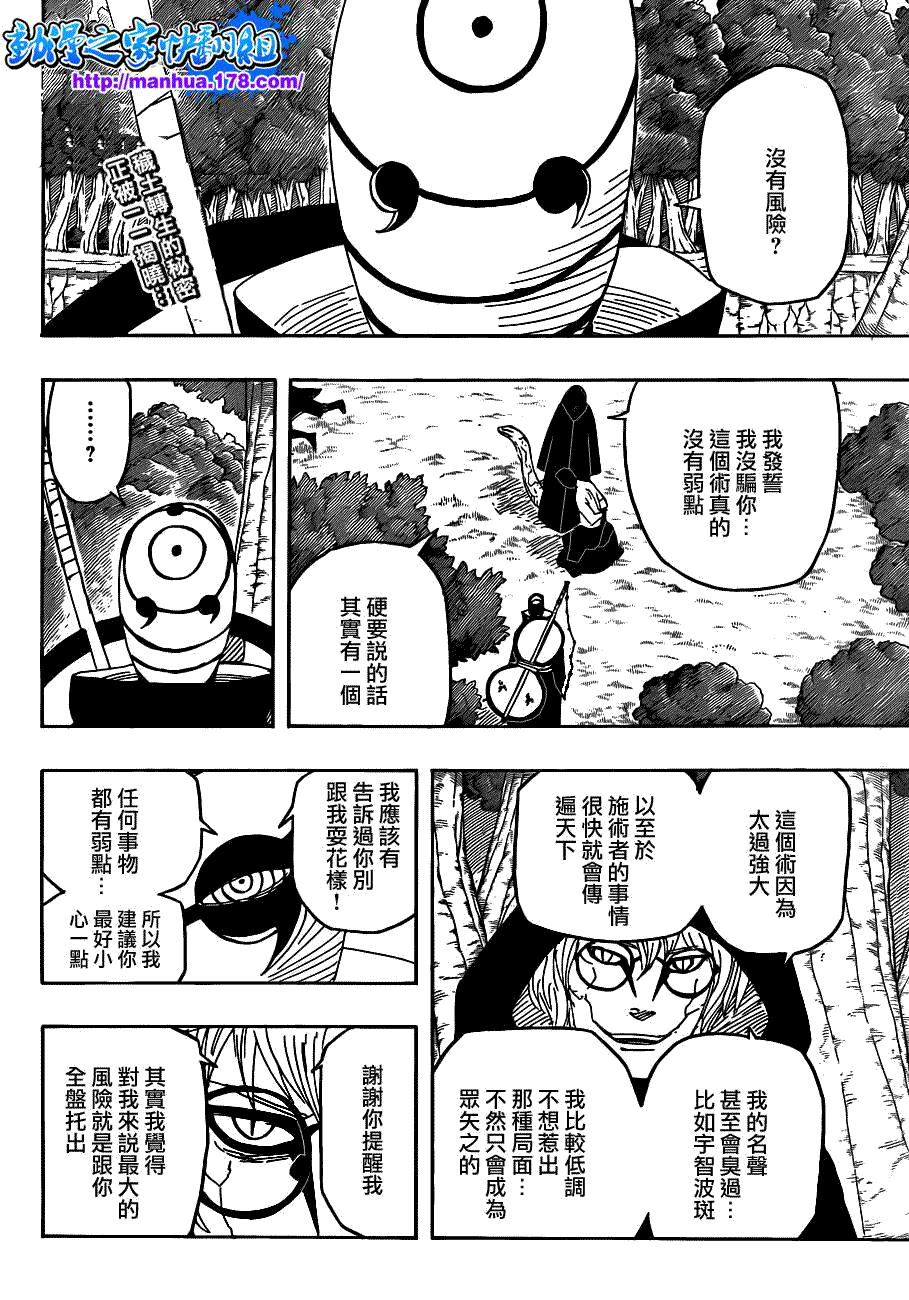 動漫之家快翻組
http://manhua.178.com/
沒有風險?
穢土轉生的秘密
正被一一揭曉…
我發誓
我沒騙你…
這個術真的
沒有弱點
硬要説的話
其實有一個
……?
這個術因為
太過強大
以至於
施術者的事情
很快就會傳
遍天下
我的名聲
甚至會臭過…
比如宇智波斑
我比較低調
不想惹出
那種局面…
不然只會成為
眾矢之的
我應該有
告訴過你別
跟我耍花樣!
任何事物
都有弱點…
所以我
建議你
最好小
心一點
謝謝你提醒我
其實我覺得
對我來説最大的
風險就是跟你
全盤托出